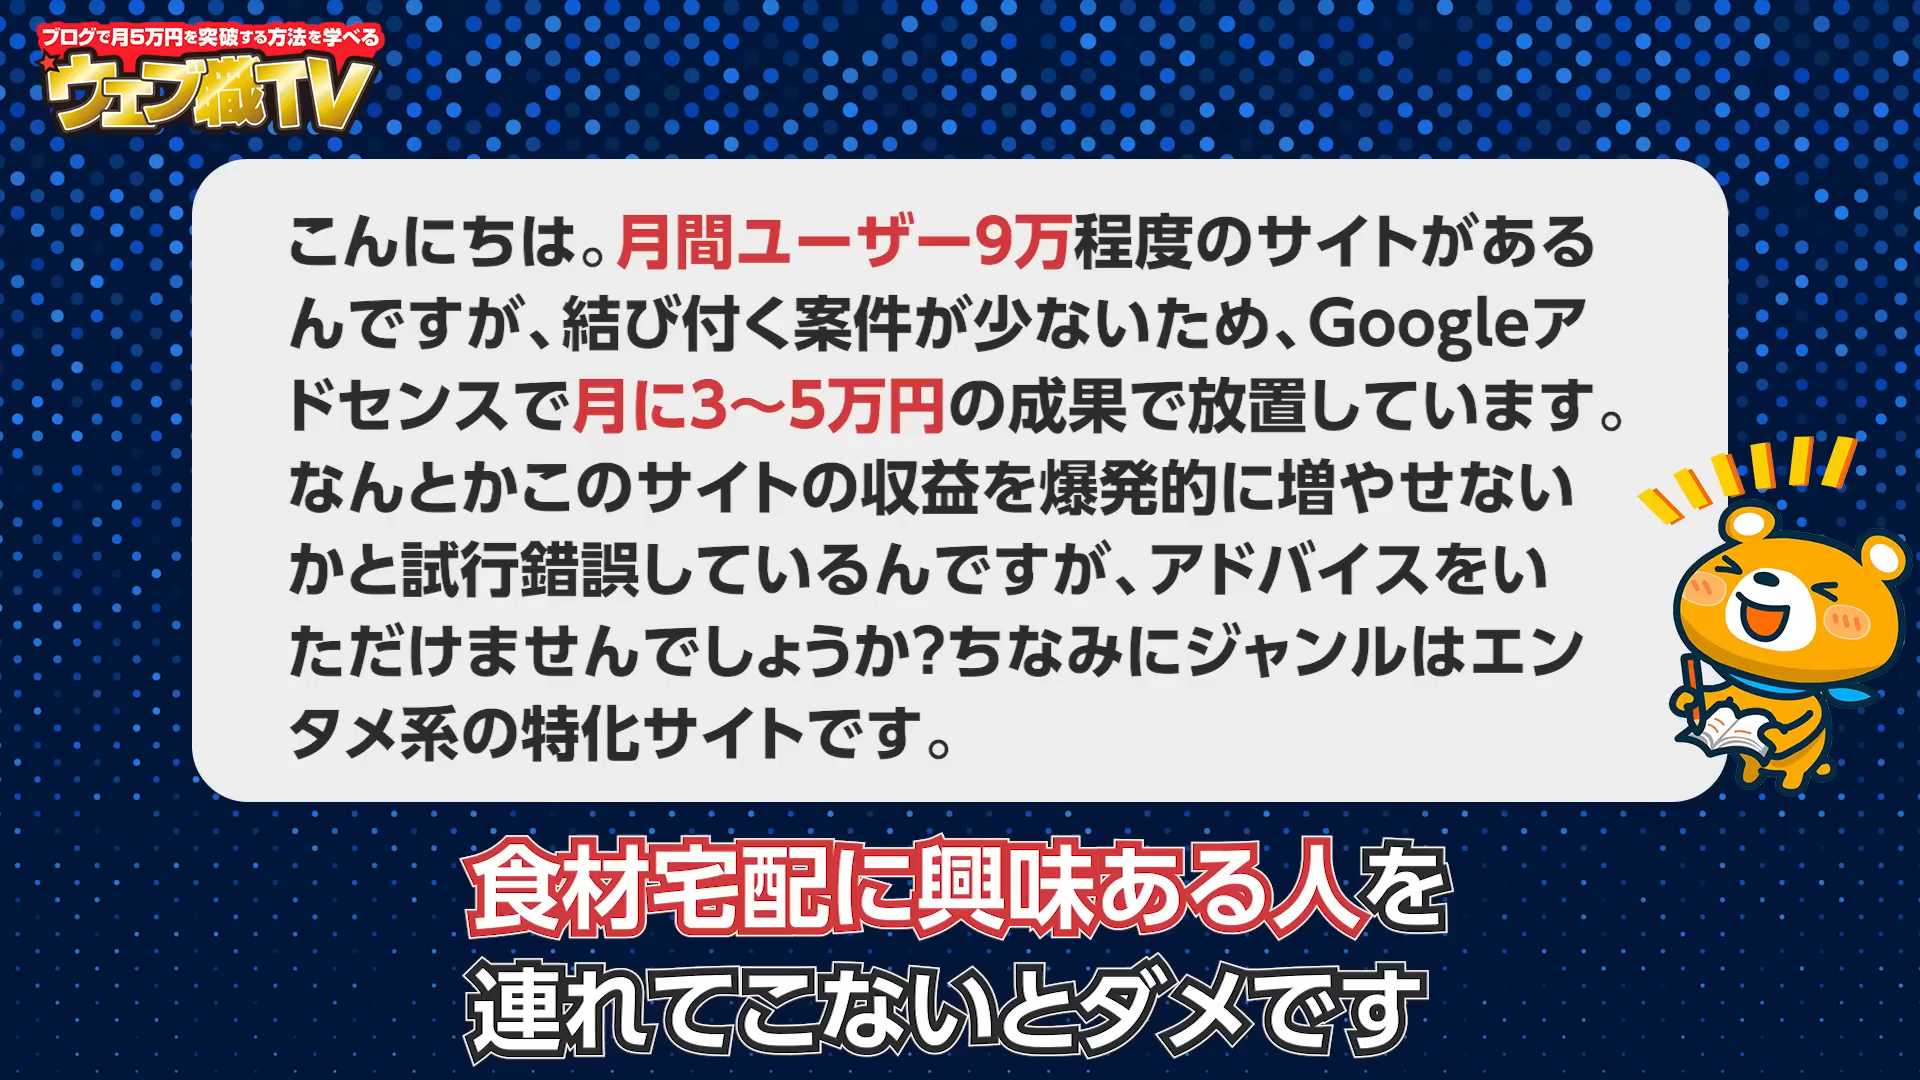 ブログで月5万円を突破する方法を学べる
ウェブ職TV
こんにちは。月間ユーザー9万程度のサイトがある
んですが、結び付く案件が少ないため、Googleア
ドセンスで月に3～5万円の成果で放置しています。
なんとかこのサイトの収益を爆発的に増やせない
かと試行錯誤しているんですが、アドバイスをい
ただけませんでしょうか?ちなみにジャンルはエン
タメ系の特化サイトです。
食材宅配に興味ある人を
連れてこないとダメです